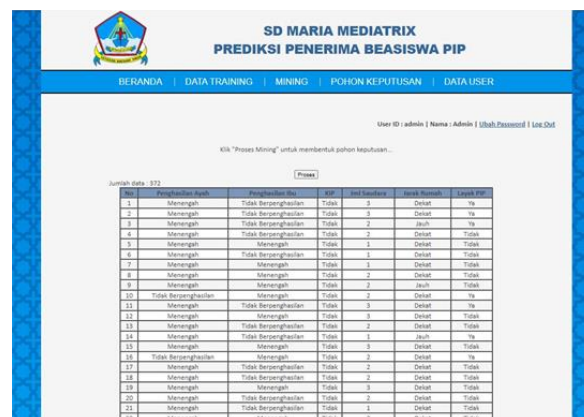 SD MARIA MEDIATRIX
PREDIKSI PENERIMA BEASISWA PIP
BERANDA | DATA TRAINING | MINING | POHON KEPUTUSAN | DATA USER
User ID : admin | Nama : Admin | Ubah Password | Log Out
Klik "Proses Mining" untuk membentuk pohon keputusan...
Proses
Jumlah data : 372
No Penghasilan Ayah Penghasilan Ibu KIP Jml Saudara Jarak Rumah Layak PIP
1 Menengah Tidak Berpenghasilan Tidak 3 Dekat Ya
2 Menengah Tidak Berpenghasilan Tidak 3 Dekat Ya
3 Menengah Tidak Berpenghasilan Tidak 2 Jauh Ya
4 Menengah Tidak Berpenghasilan Tidak 2 Dekat Tidak
5 Menengah Menengah Tidak 1 Dekat Tidak
6 Menengah Tidak Berpenghasilan Tidak 1 Dekat Tidak
7 Menengah Menengah Tidak 1 Dekat Tidak
8 Menengah Menengah Tidak 2 Dekat Tidak
9 Menengah Menengah Tidak 2 Jauh Tidak
10 Tidak Berpenghasilan Menengah Tidak 2 Dekat Ya
11 Menengah Tidak Berpenghasilan Tidak 3 Dekat Ya
12 Menengah Menengah Tidak 3 Dekat Tidak
13 Menengah Tidak Berpenghasilan Tidak 2 Dekat Tidak
14 Menengah Tidak Berpenghasilan Tidak 1 Jauh Ya
15 Menengah Menengah Tidak 3 Dekat Tidak
16 Tidak Berpenghasilan Menengah Tidak 2 Dekat Ya
17 Menengah Tidak Berpenghasilan Tidak 2 Dekat Tidak
18 Menengah Tidak Berpenghasilan Tidak 2 Dekat Tidak
19 Menengah Menengah Tidak 3 Dekat Tidak
20 Menengah Tidak Berpenghasilan Tidak 2 Dekat Tidak
21 Menengah Tidak Berpenghasilan Tidak 1 Dekat Tidak